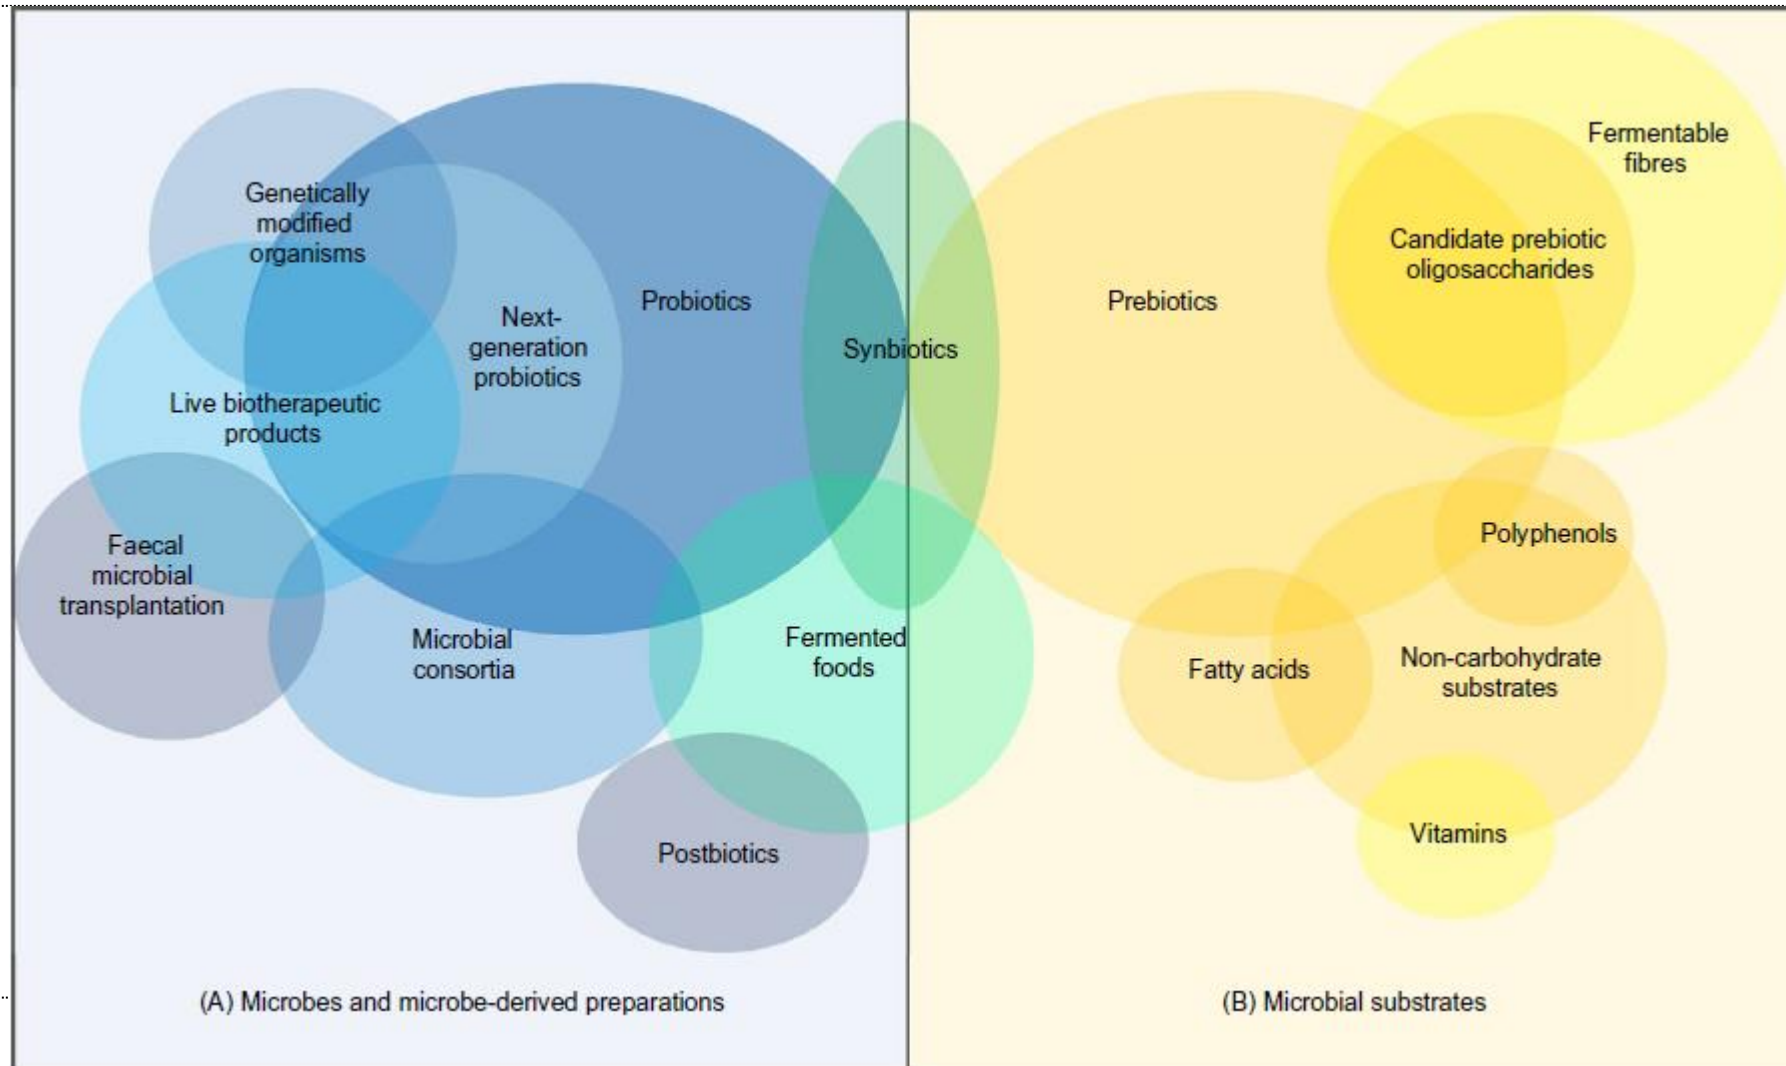 Genetically
modified
organisms
Probiotics
Next-
generation
probiotics
Live biotherapeutic
products
Faecal
microbial
transplantation
Microbial
consortia
Synbiotics
Fermented
foods
Postbiotics
(A) Microbes and microbe-derived preparations
Fermentable
fibres
Candidate prebiotic
oligosaccharides
Prebiotics
Polyphenols
Fatty acids
Non-carbohydrate
substrates
Vitamins
(B) Microbial substrates